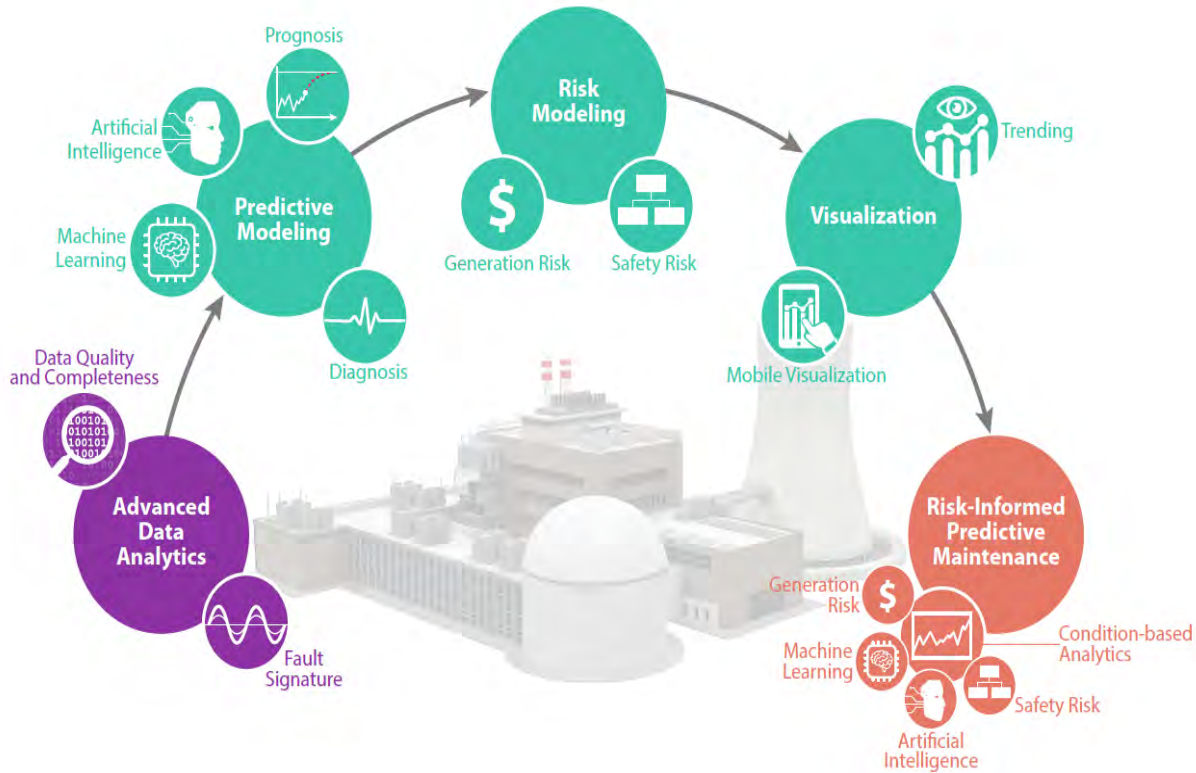 Prognosis
Artificial
Intelligence
Machine
Learning
Predictive
Modeling
Diagnosis
Risk
Modeling
$
Generation Risk
Safety Risk
Trending
Visualization
Mobile Visualization
Data Quality
and Completeness
Advanced
Data
Analytics
Fault
Signature
Risk-Informed
Predictive
Maintenance
Generation
Risk
$
Machine
Learning
Artificial
Intelligence
Safety Risk
Condition-based
Analytics